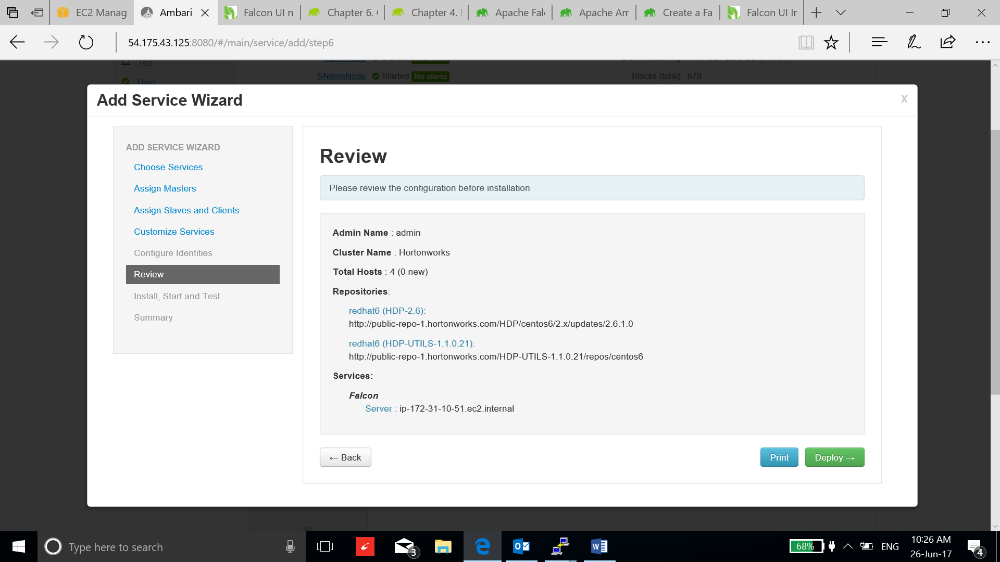 EC2 Manag
Ambari
Falcon UI n
Chapter 6.
Chapter 4.
Apache Fal
Apache Am
Create a Fa
Falcon UI Ir
54.175.43.125:8080/#/main/service/add/step6
Tez
SNameNode Started No alerts
Blocks (total) 879
Hive
Add Service Wizard
X
ADD SERVICE WIZARD
Choose Services
Assign Masters
Assign Slaves and Clients
Customize Services
Configure Identities
Review
Install, Start and Test
Summary
Review
Please review the configuration before installation
Admin Name : admin
Cluster Name : Hortonworks
Total Hosts : 4 (0 new)
Repositories:
redhat6 (HDP-2.6):
http://public-repo-1.hortonworks.com/HDP/centos6/2.x/updates/2.6.1.0
redhat6 (HDP-UTILS-1.1.0.21):
http://public-repo-1.hortonworks.com/HDP-UTILS-1.1.0.21/repos/centos6
Services:
Falcon
Server : ip-172-31-10-51.ec2.internal
← Back
Print
Deploy →
Type here to search
3
68%
ENG
10:26 AM
26-Jun-17
4